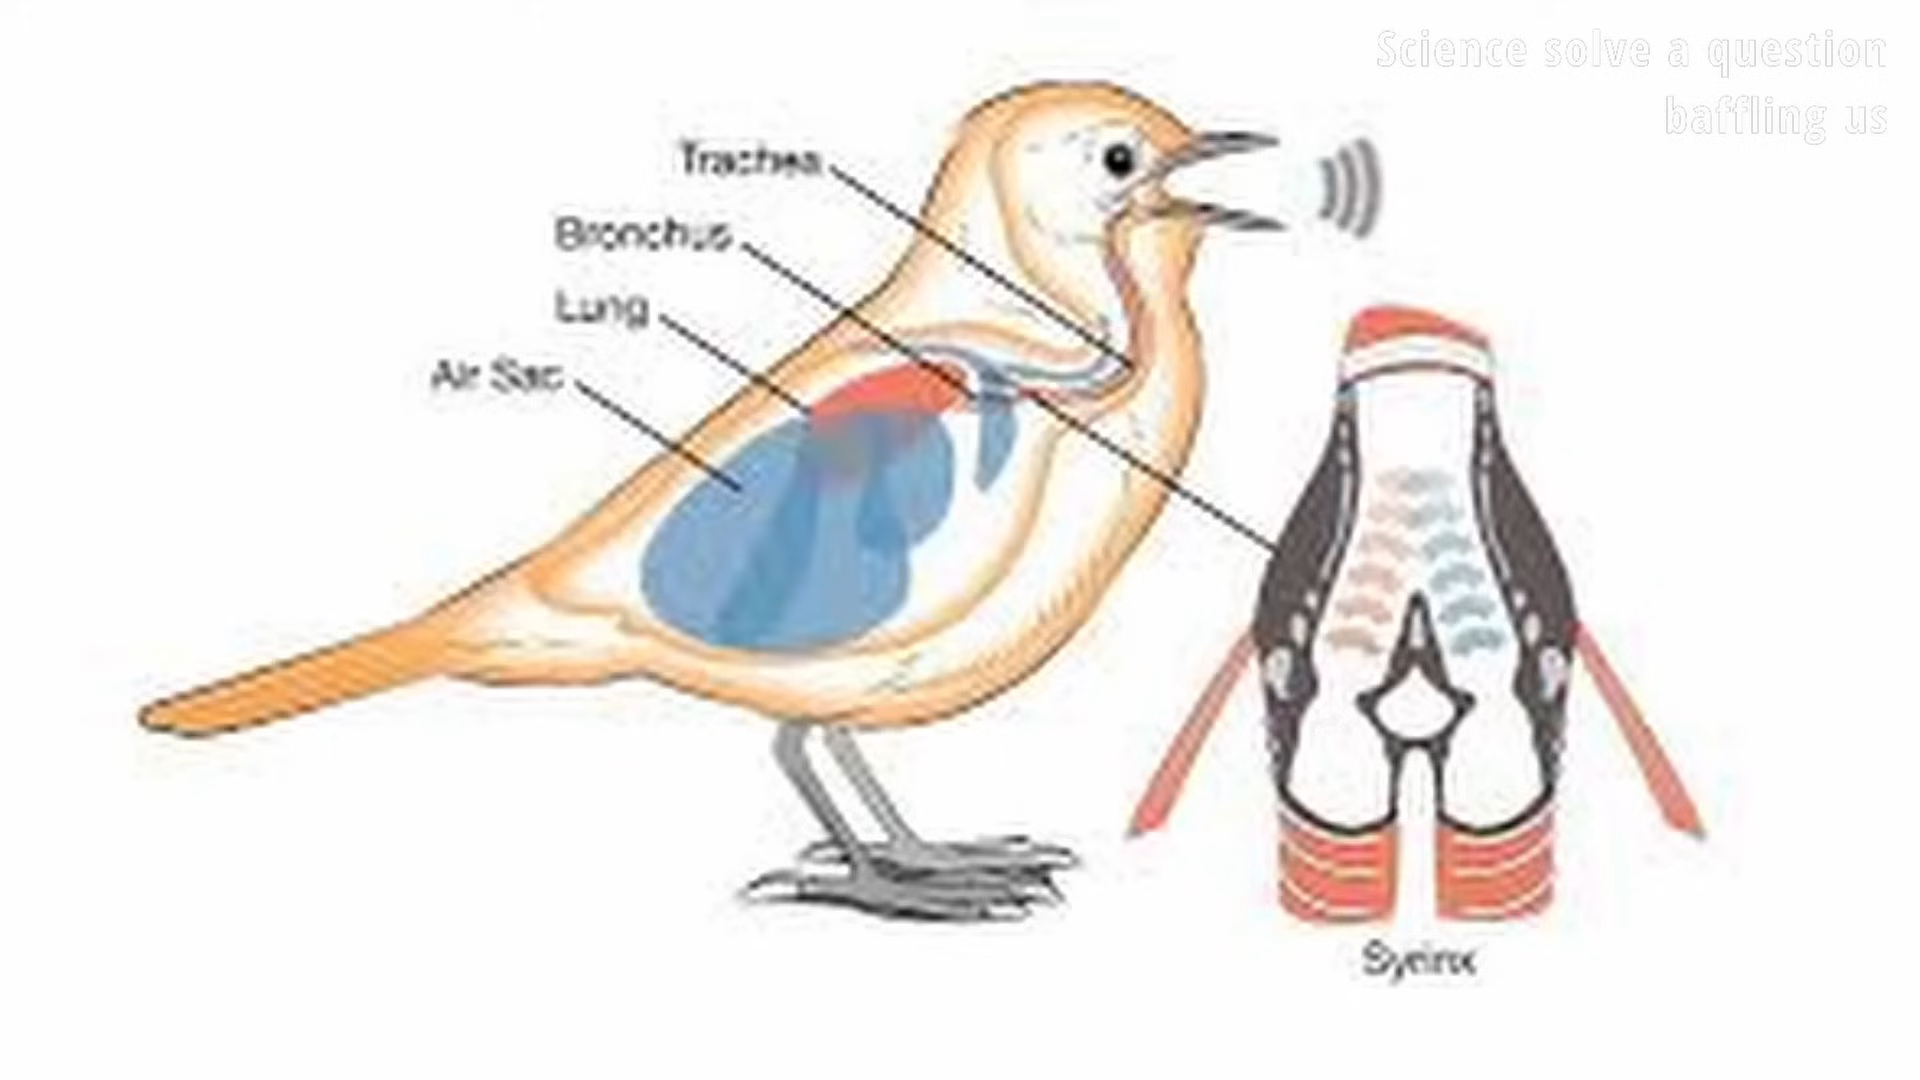 Science solve a question
baffling us
Trachea
Bronchus
Lung
Air Sac
Syrinx